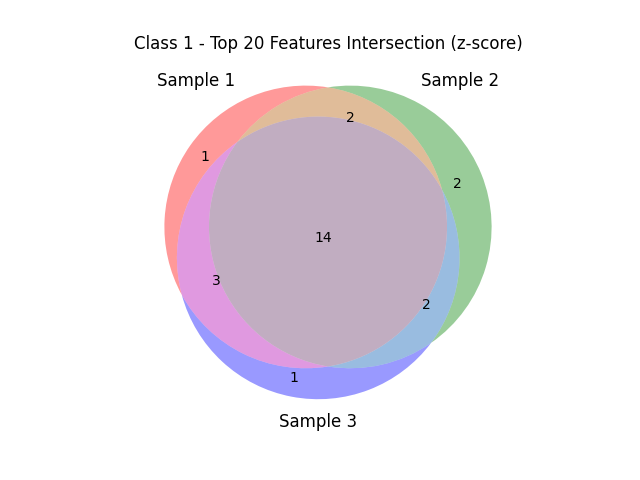 Class 1 - Top 20 Features Intersection (z-score)
Sample 1
Sample 2
2
1
2
14
3
2
1
Sample 3